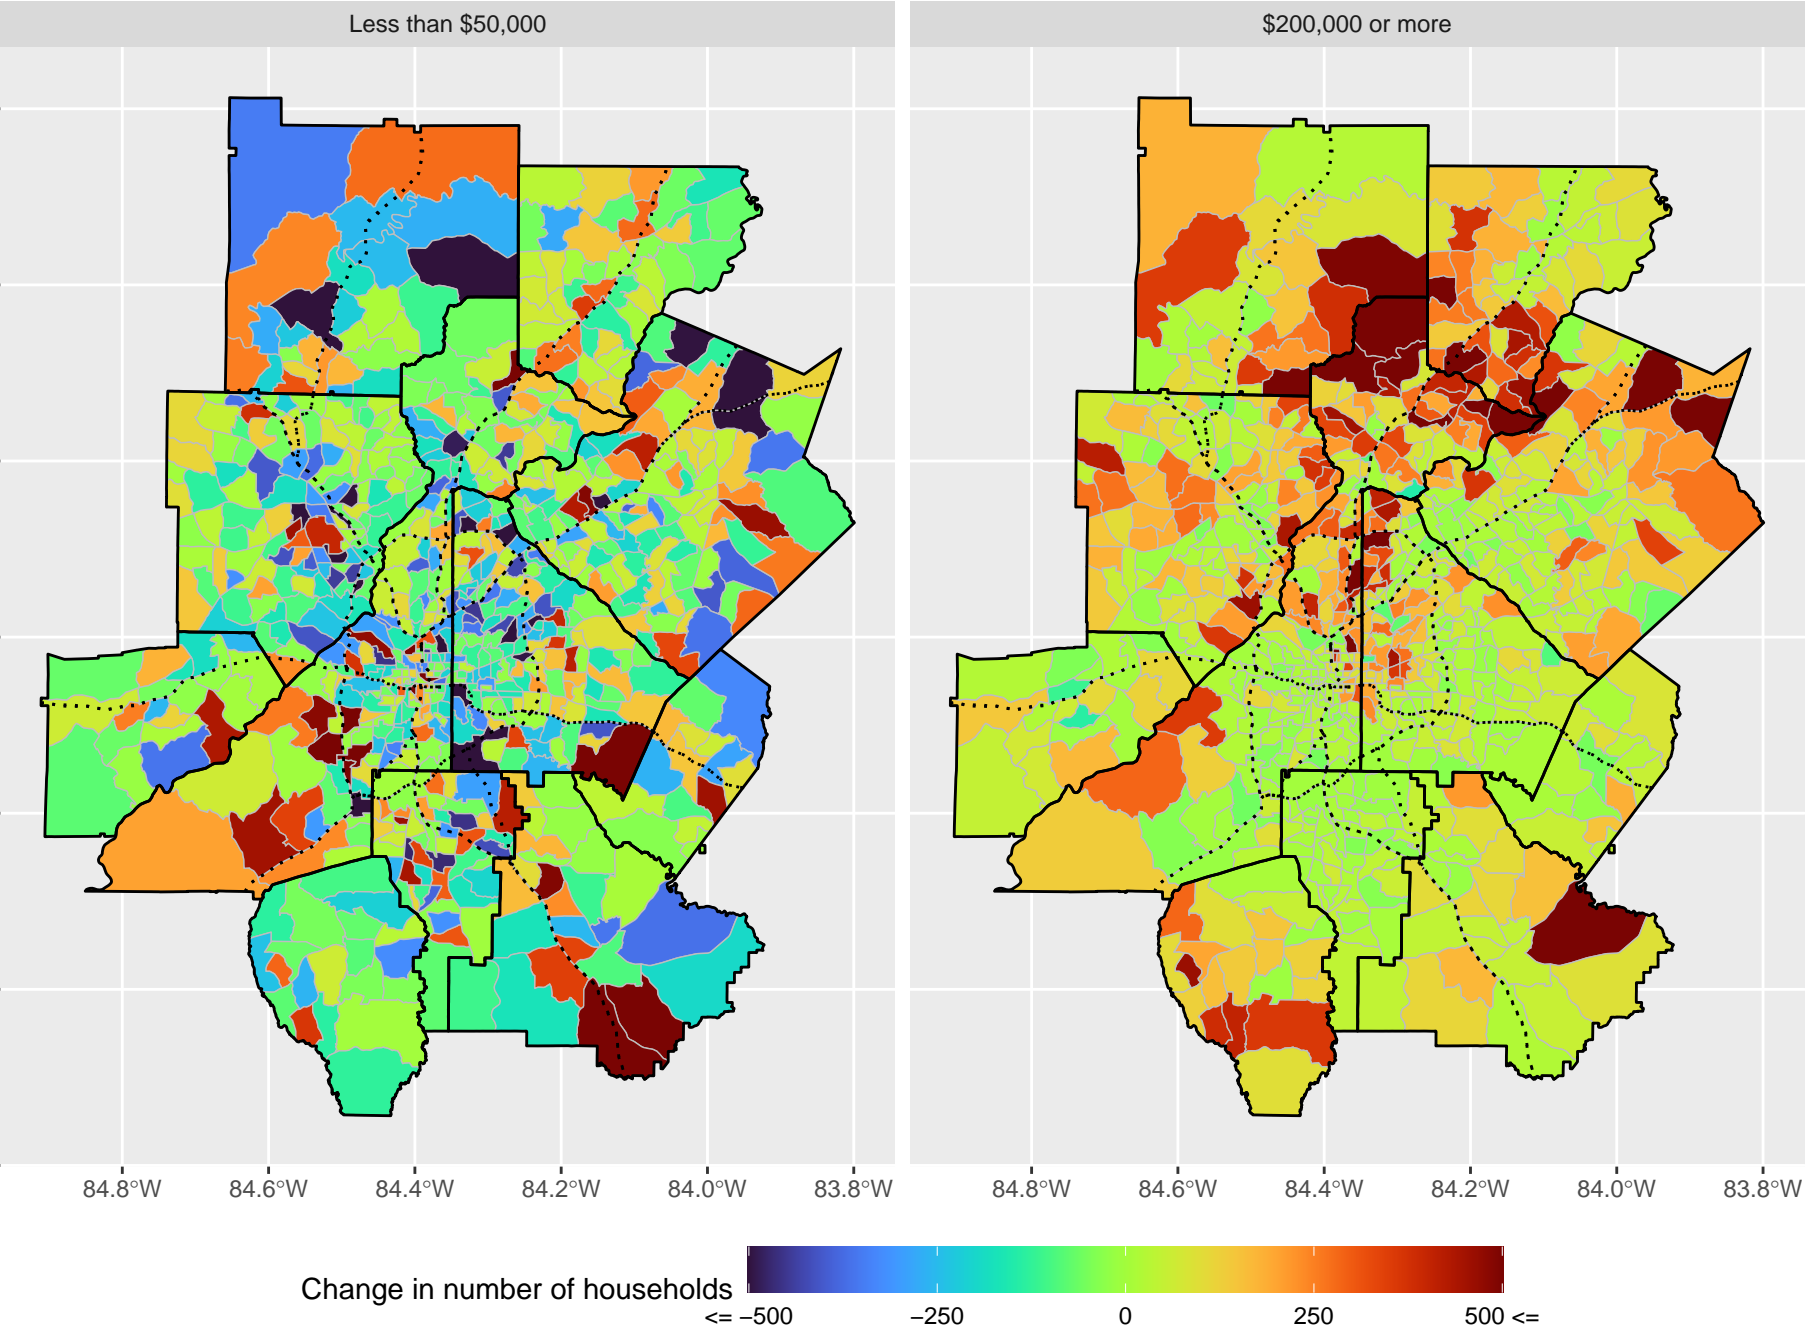 Less than $50,000
$200,000 or more
84.8°W 84.6°W 84.4°W 84.2°W 84.0°W 83.8°W
84.8°W 84.6°W 84.4°W 84.2°W 84.0°W 83.8°W
Change in number of households
<= −500 −250 0 250 500 <=